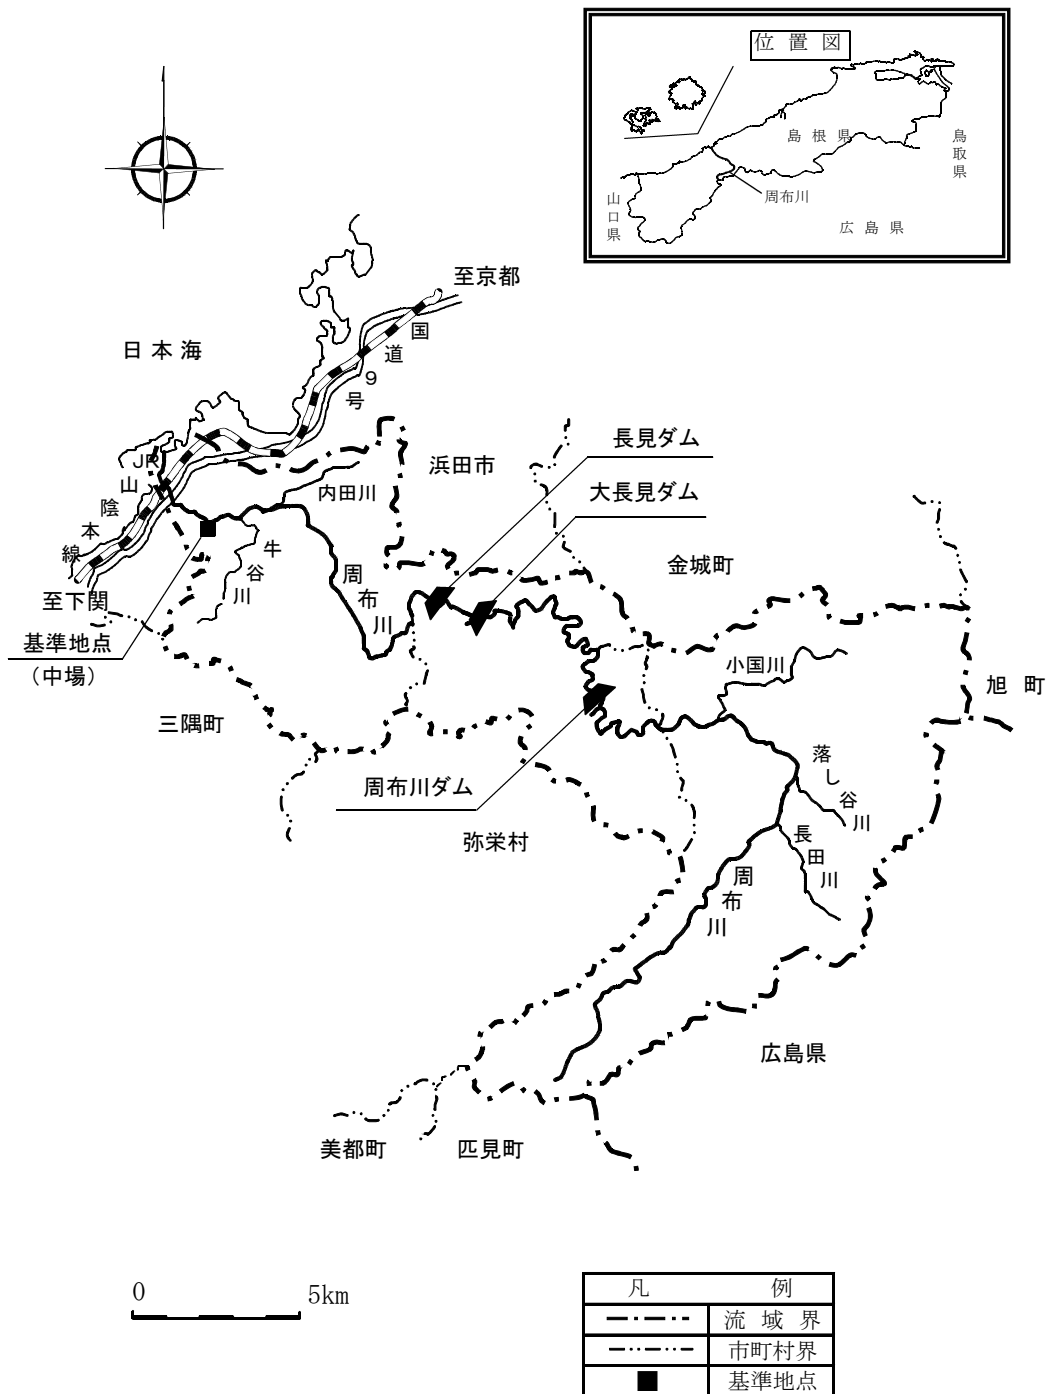 位置図
島根県
鳥取県
周布川
山口県
広島県
至京都
国道9号
日本海
JR山陰本線
浜田市
長見ダム
大長見ダム
内田川
牛谷川
周布川
金城町
至下関
基準地点
(中場)
小国川
旭町
三隅町
周布川ダム
落し谷川
弥栄村
長田川
周布川
広島県
美都町
匹見町
0
5km
凡例
流域界
市町村界
基準地点